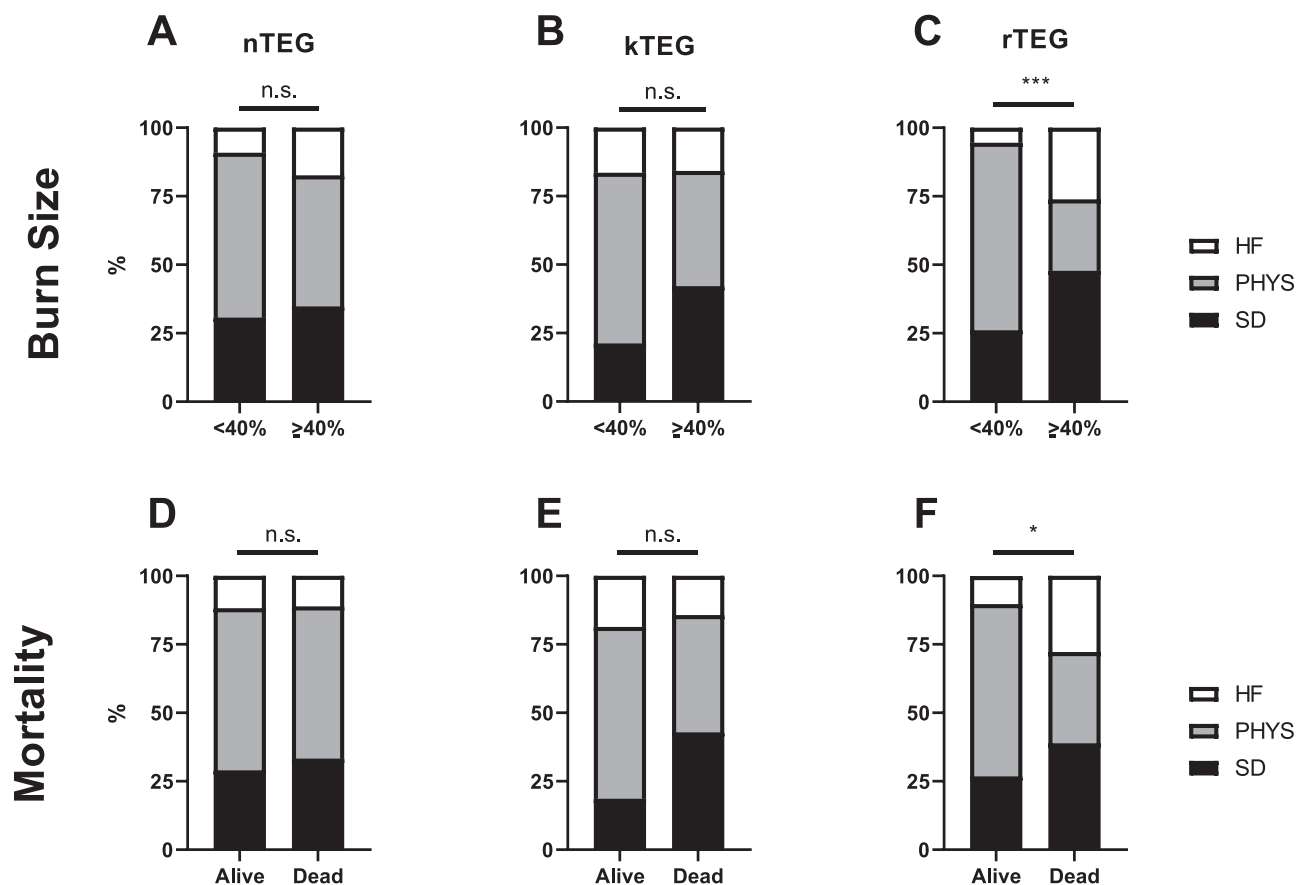 A
nTEG
B
kTEG
C
rTEG
n.s.
n.s.
***
Burn Size
%
100
75
50
25
0
<40%
≥40%
100
75
50
25
0
<40%
≥40%
100
75
50
25
0
<40%
≥40%
HF
PHYS
SD
D
E
F
n.s.
n.s.
*
Mortality
%
100
75
50
25
0
Alive
Dead
100
75
50
25
0
Alive
Dead
100
75
50
25
0
Alive
Dead
HF
PHYS
SD